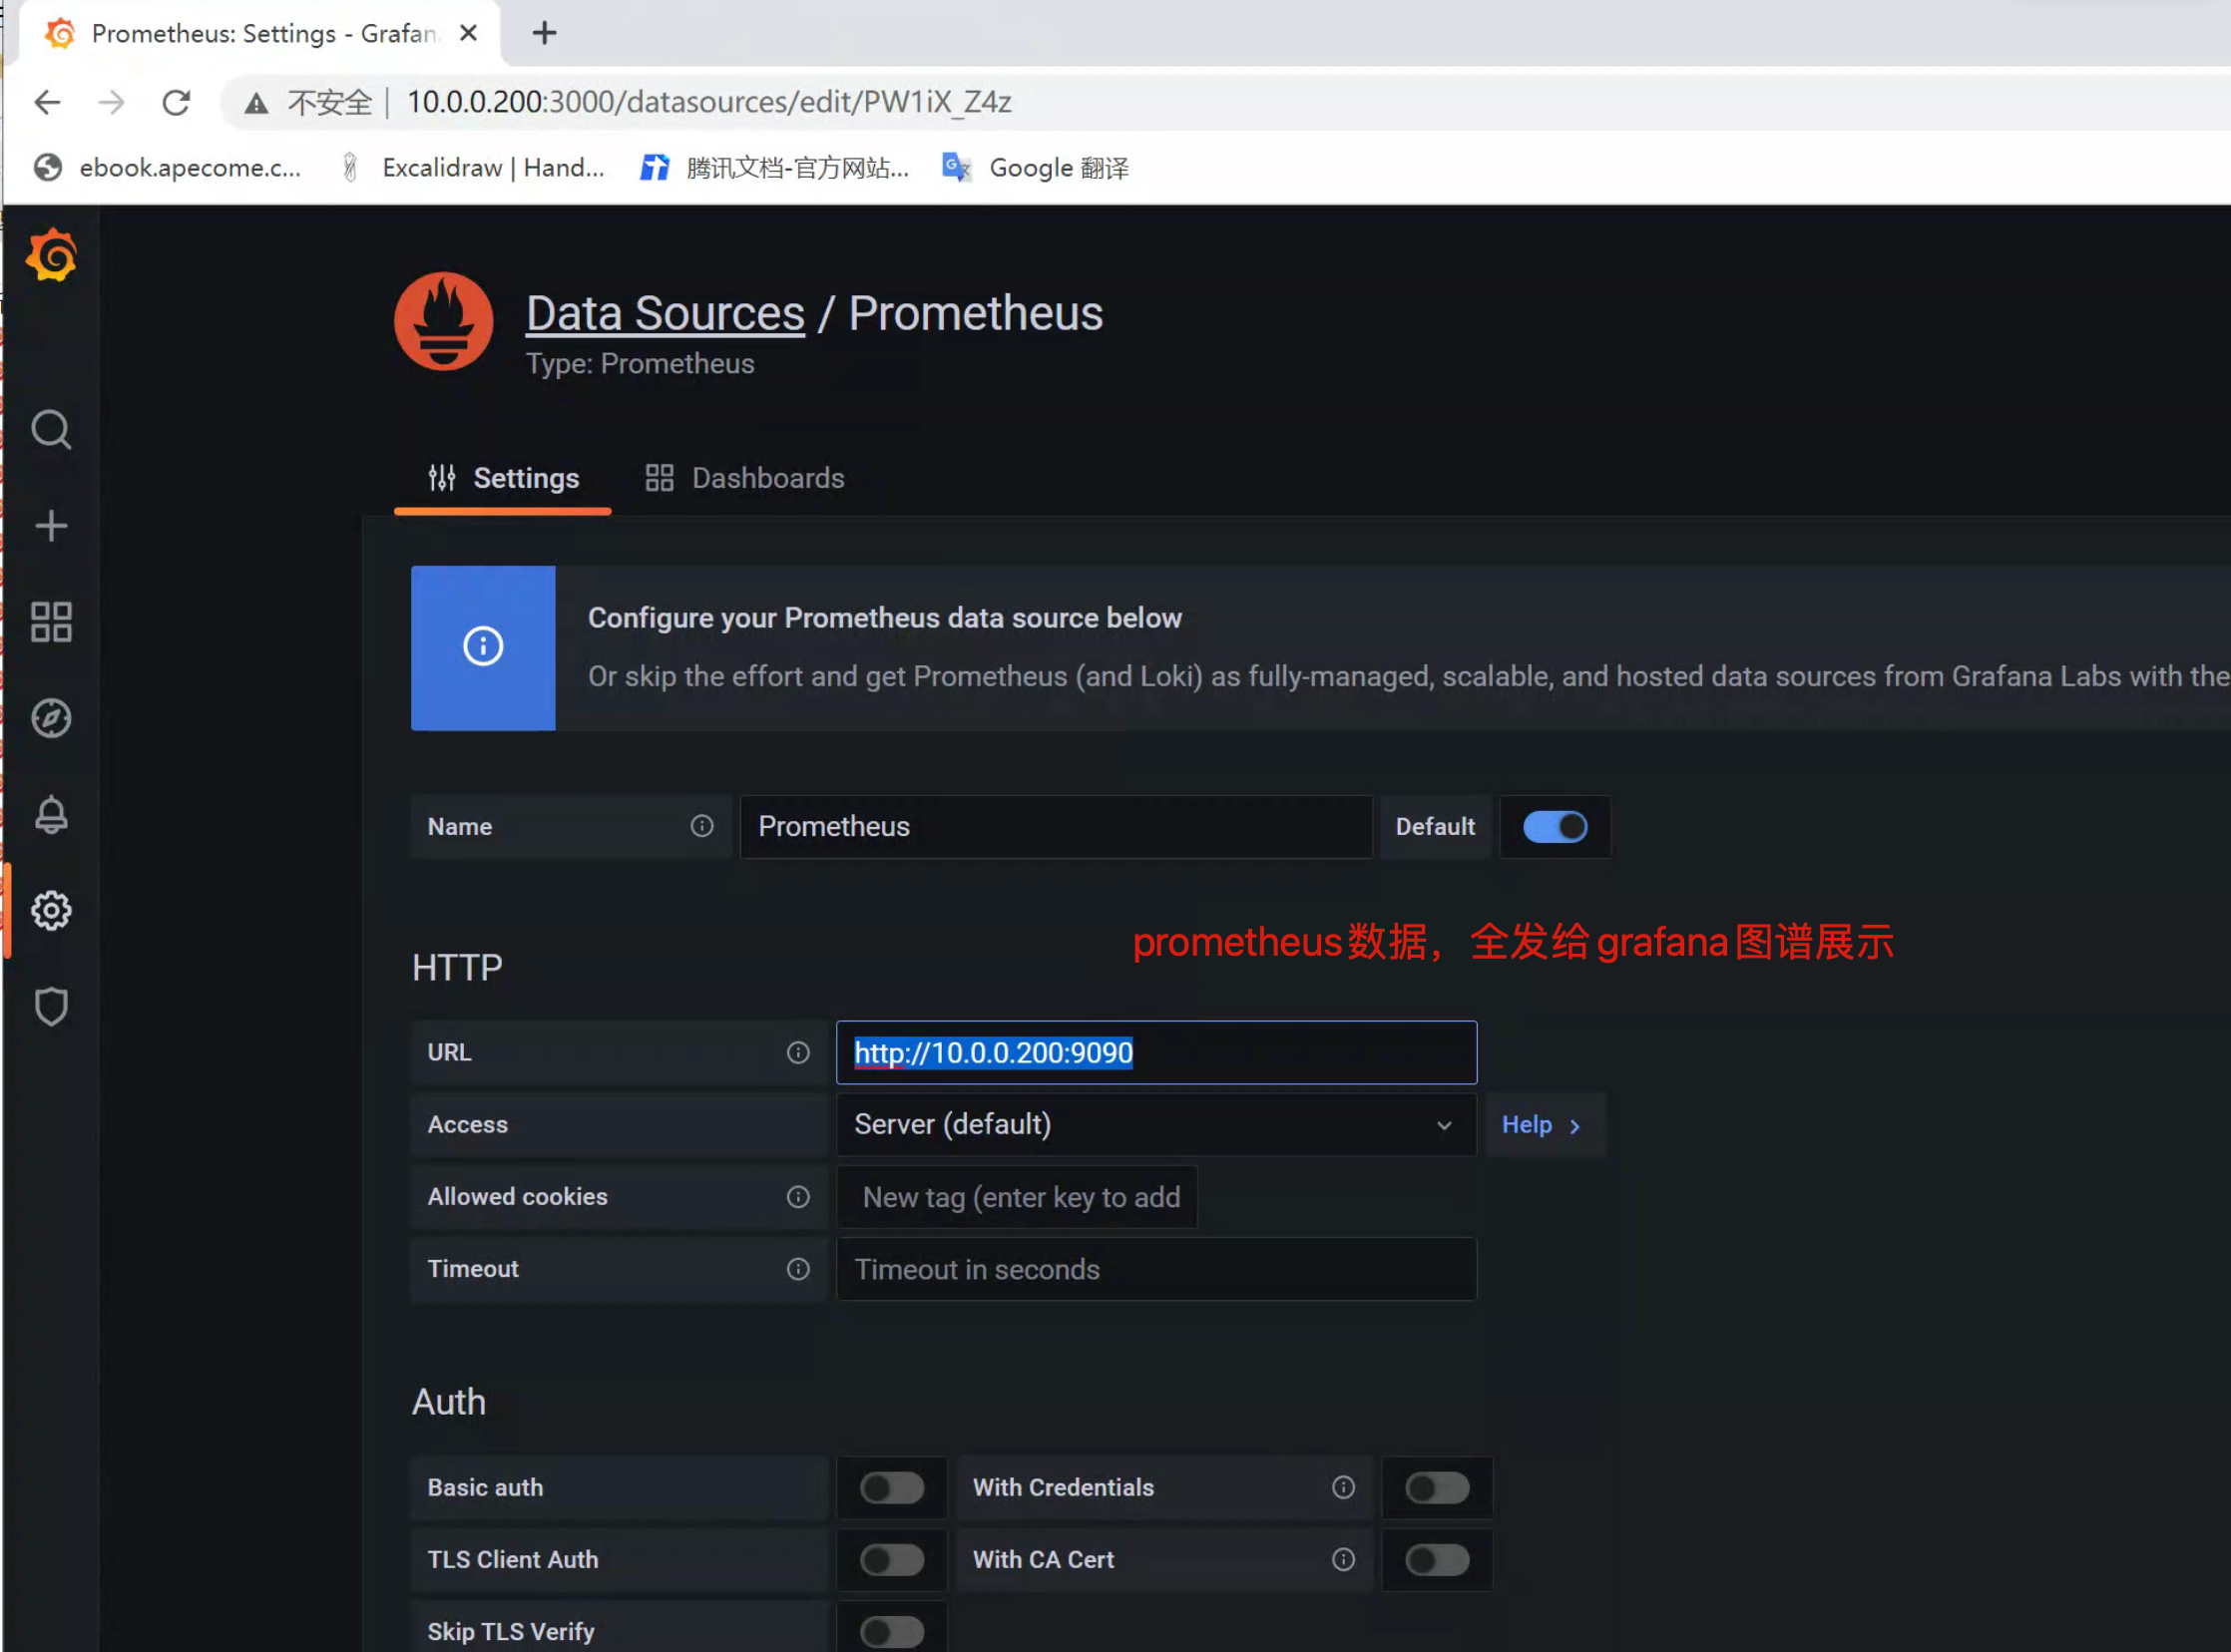 Prometheus: Settings - Grafan
不安全 | 10.0.0.200:3000/datasources/edit/PW1iX_Z4z
ebook.apecome.c... Excalidraw | Hand... 腾讯文档-官方网站... Google 翻译
Data Sources / Prometheus
Type: Prometheus
Settings Dashboards
Configure your Prometheus data source below
Or skip the effort and get Prometheus (and Loki) as fully-managed, scalable, and hosted data sources from Grafana Labs with the
Name Prometheus Default
prometheus数据，全发给grafana图谱展示
HTTP
URL http://10.0.0.200:9090
Access Server (default) Help
Allowed cookies New tag (enter key to add
Timeout Timeout in seconds
Auth
Basic auth With Credentials
TLS Client Auth With CA Cert
Skip TLS Verify